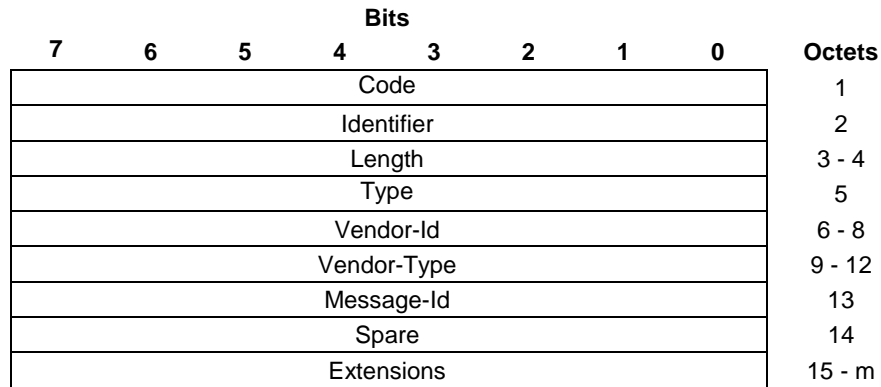 Bits
7 6 5 4 3 2 1 0 Octets
Code 1
Identifier 2
Length 3 - 4
Type 5
Vendor-Id 6 - 8
Vendor-Type 9 - 12
Message-Id 13
Spare 14
Extensions 15 - m